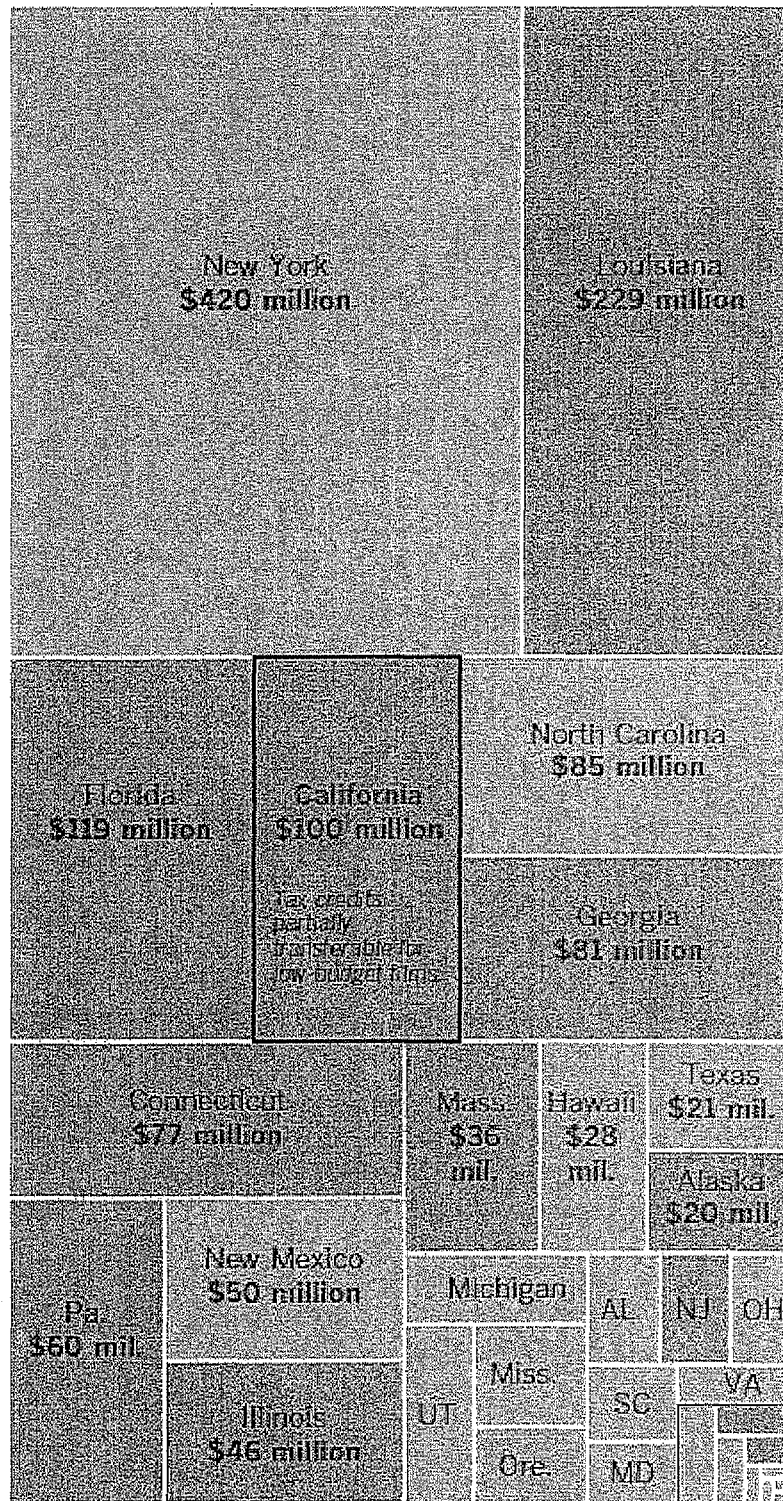 New York
$420 million
Louisiana
$229 million
Florida
$119 million
California
$100 million
Tax credits
partially
transferable for
low-budget films
North Carolina
$85 million
Georgia
$81 million
Connecticut
$77 million
Mass.
$36
mil.
Hawaii
$28
mil.
Texas
$21 mil.
Alaska
$20 mil.
Pa.
$60 mil.
New Mexico
$50 million
Illinois
$46 million
Michigan
AL
NJ
OH
UT
Miss.
SC
VA
Ore.
MD